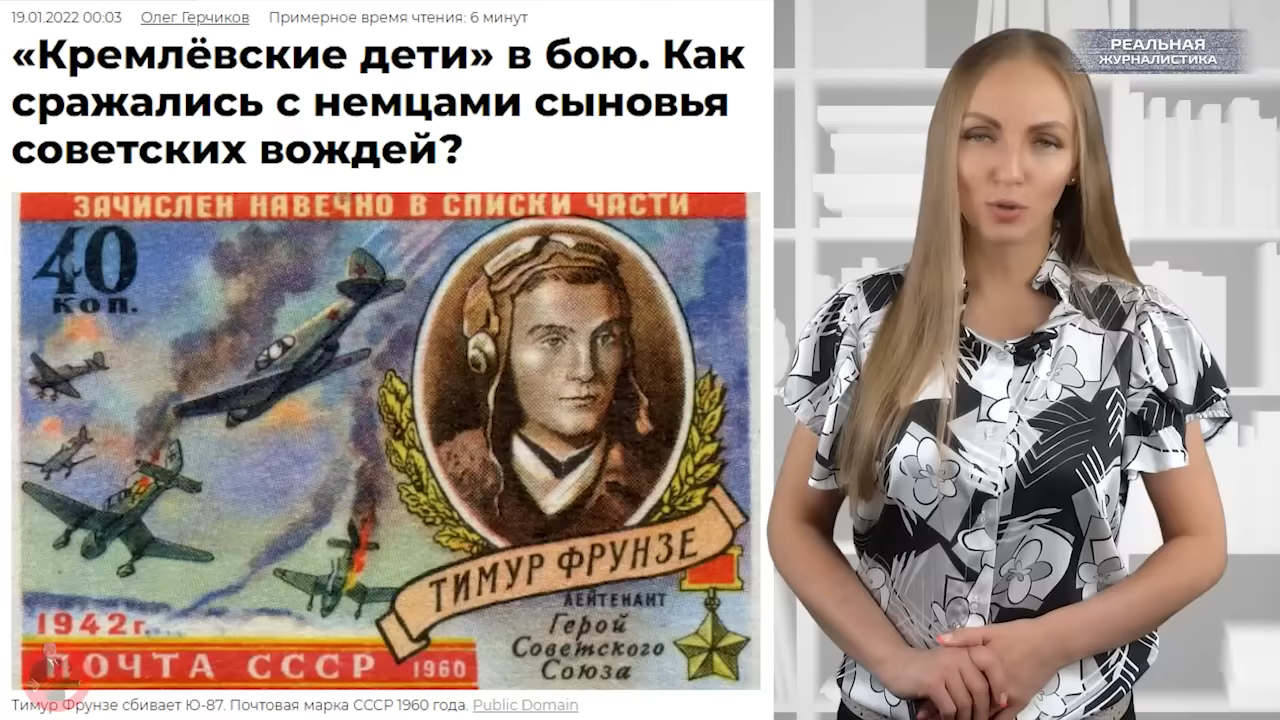 19.01.2022 00:03 Олег Герчиков Примерное время чтения: 6 минут
«Кремлёвские дети» в бою. Как
сражались с немцами сыновья
советских вождей?
ЗАЧИСЛЕН НАВЕЧНО В СПИСКИ ЧАСТИ
40
КОП.
ТИМУР ФРУНЗЕ
ЛЕЙТЕНАНТ
Герой
Советского
Союза
1942г.
ПОЧТА СССР 1960
Тимур Фрунзе сбивает Ю-87. Почтовая марка СССР 1960 года. Public Domain
РЕАЛЬНАЯ
ЖУРНАЛИСТИКА